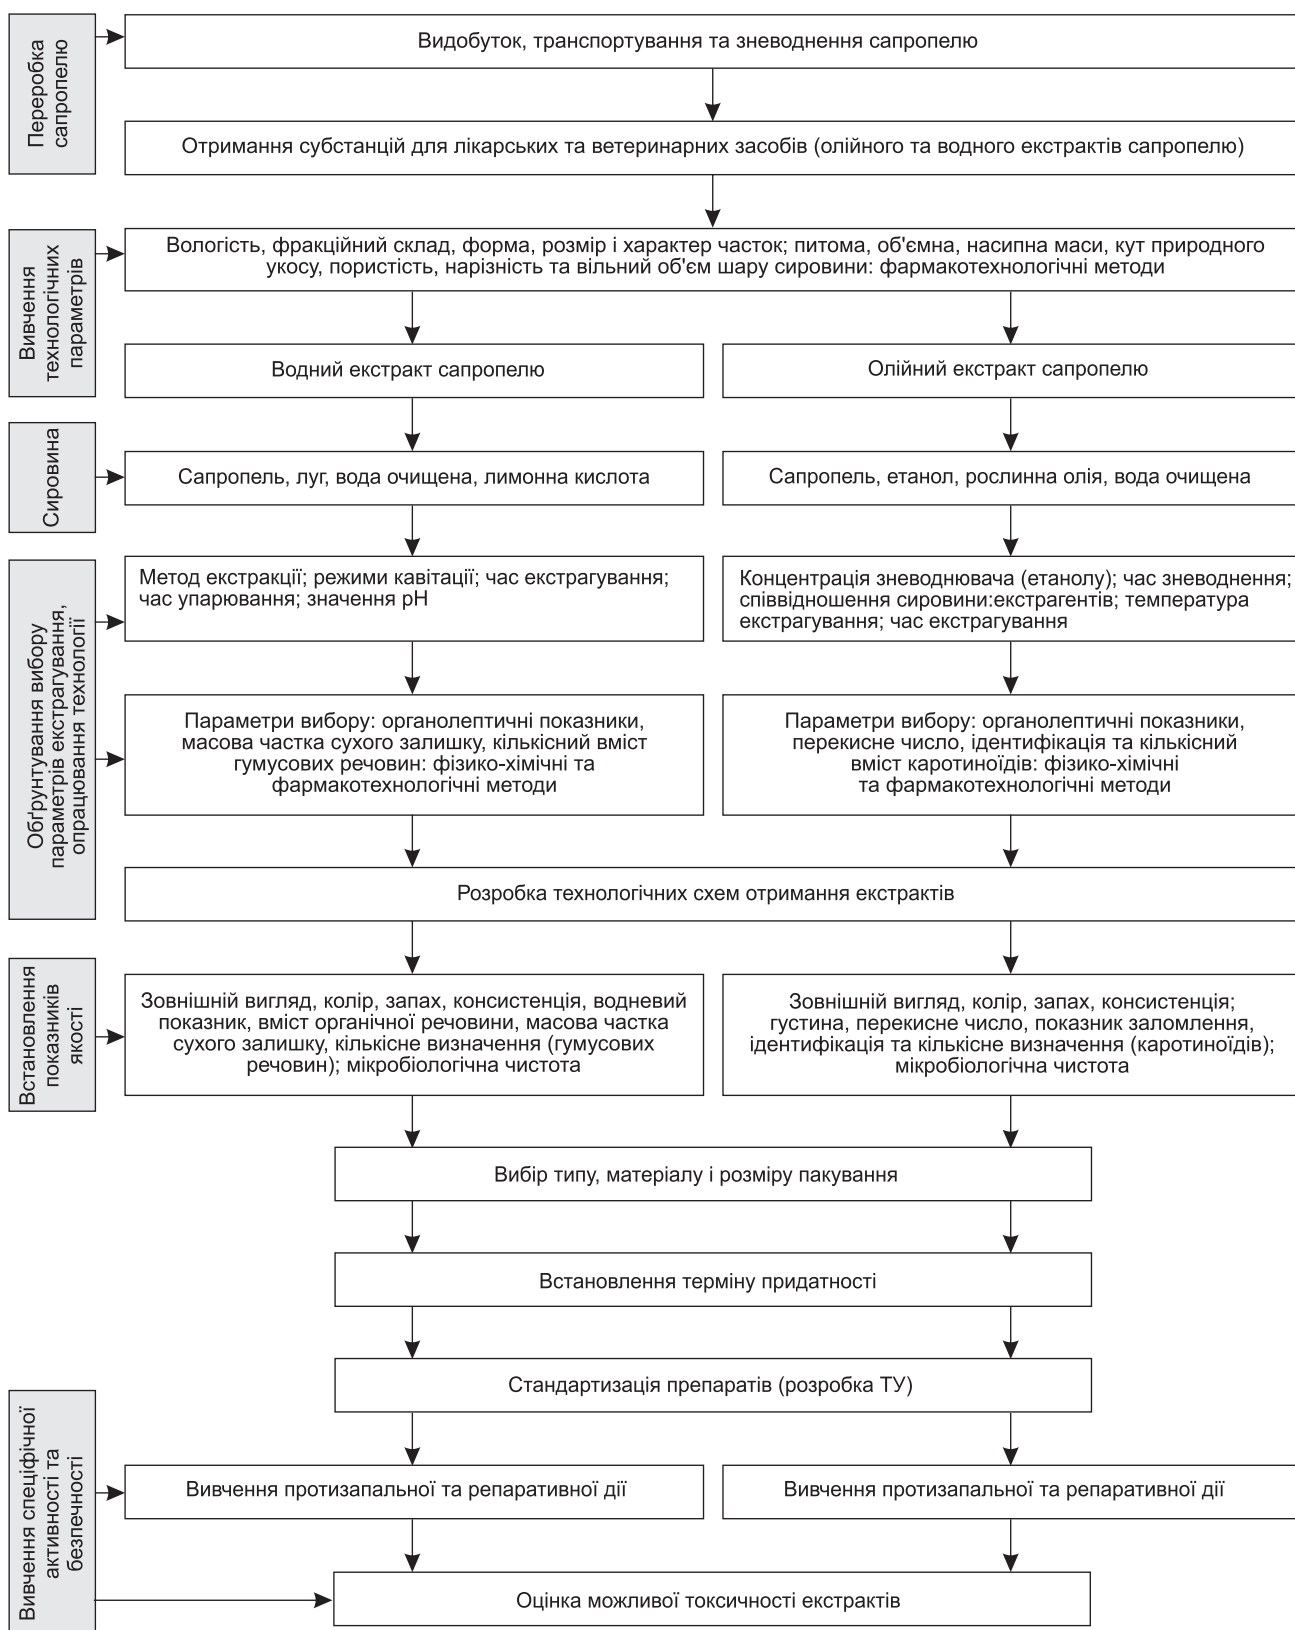 Переробка
сапропелю
Видобуток, транспортування та зневоднення сапропелю
Отримання субстанцій для лікарських та ветеринарних засобів (олійного та водного екстрактів сапропелю)
Вивчення
технологічних
параметрів
Вологість, фракційний склад, форма, розмір і характер часток; питома, об'ємна, насипна маси, кут природного
укосу, пористість, нарізність та вільний об'єм шару сировини: фармакотехнологічні методи
Водний екстракт сапропелю
Олійний екстракт сапропелю
Сировина
Сапропель, луг, вода очищена, лимонна кислота
Сапропель, етанол, рослинна олія, вода очищена
Обґрунтування вибору
параметрів екстрагування,
опрацювання технології
Метод екстракції; режими кавітації; час екстрагування;
час упарювання; значення pH
Концентрація зневоднювача (етанолу); час зневоднення;
співвідношення сировини:екстрагентів; температура
екстрагування; час екстрагування
Параметри вибору: органолептичні показники,
масова частка сухого залишку, кількісний вміст
гумусових речовин: фізико-хімічні та
фармакотехнологічні методи
Параметри вибору: органолептичні показники,
перекисне число, ідентифікація та кількісний
вміст каротиноїдів: фізико-хімічні
та фармакотехнологічні методи
Розробка технологічних схем отримання екстрактів
Встановлення
показників
якості
Зовнішній вигляд, колір, запах, консистенція, водневий
показник, вміст органічної речовини, масова частка
сухого залишку, кількісне визначення (гумусових
речовин); мікробіологічна чистота
Зовнішній вигляд, колір, запах, консистенція;
густина, перекисне число, показник заломлення,
ідентифікація та кількісне визначення (каротиноїдів);
мікробіологічна чистота
Вибір типу, матеріалу і розміру пакування
Встановлення терміну придатності
Стандартизація препаратів (розробка ТУ)
Вивчення спеціфічної
активності та
безпечності
Вивчення протизапальної та репаративної дії
Вивчення протизапальної та репаративної дії
Оцінка можливої токсичності екстрактів